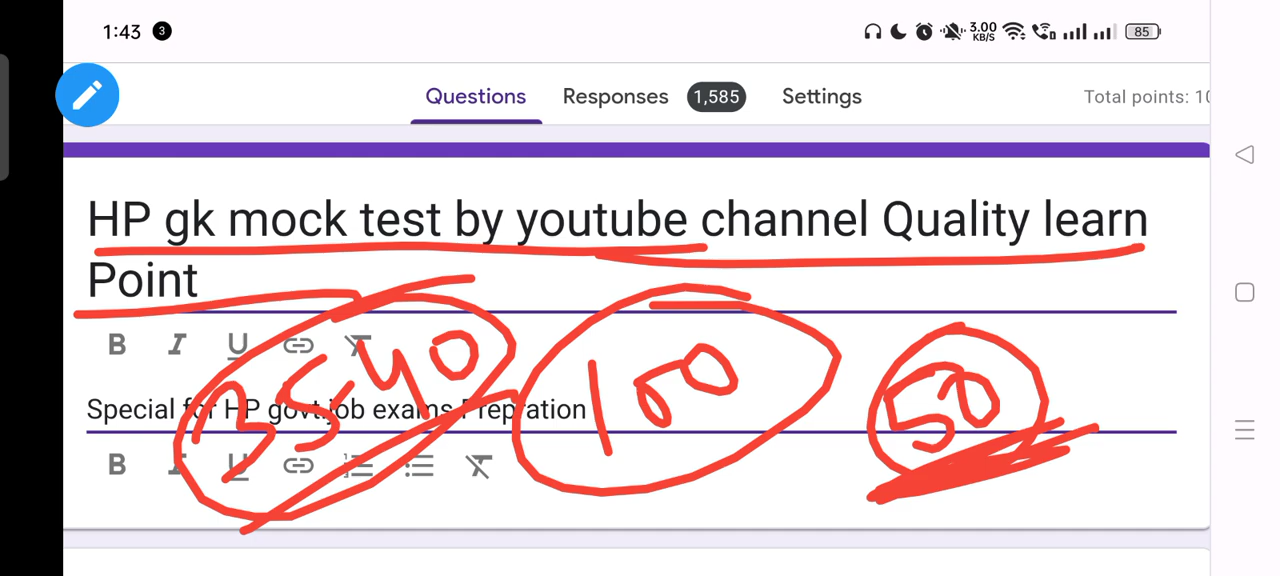 1:43 3 3.00 KB/S 85
Questions Responses 1,585 Settings Total points: 10
HP gk mock test by youtube channel Quality learn
Point
B I U
3540 100 50
Special for HP govt.job exams Prepration
B I U